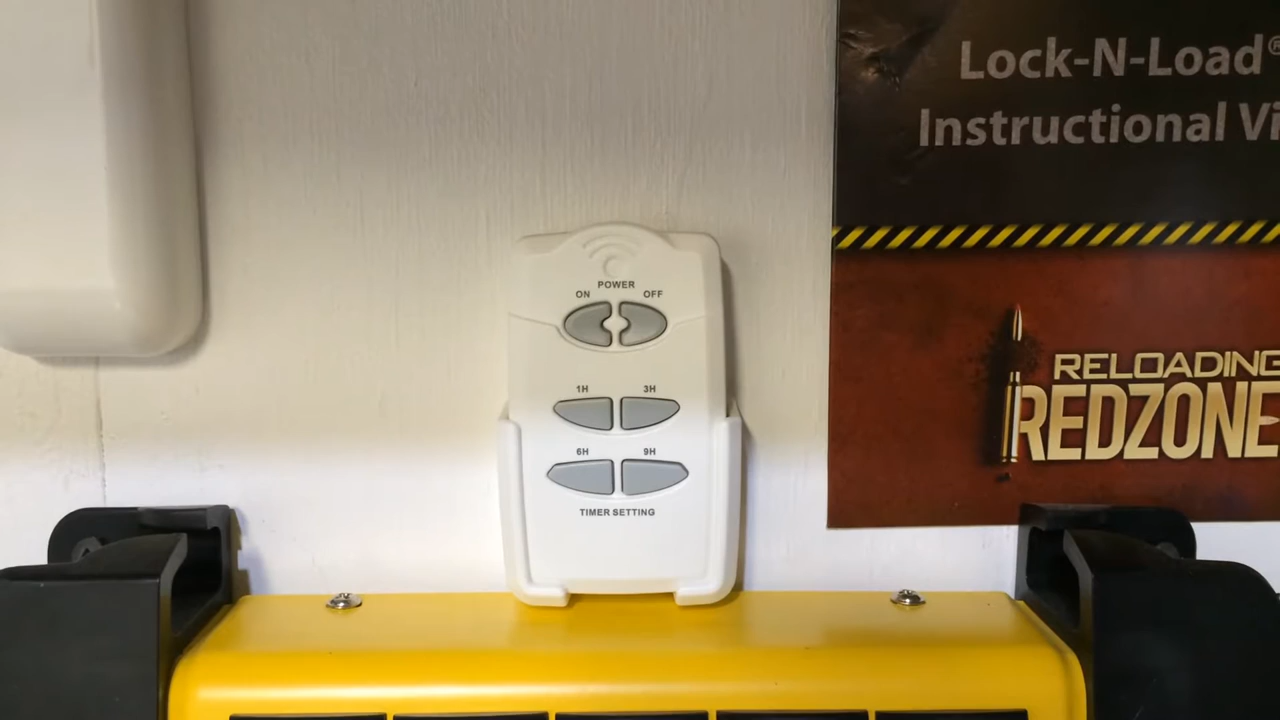 POWER
ON OFF
1H 3H
6H 9H
TIMER SETTING
Lock-N-Load®
Instructional Vi
RELOADING
REDZONE